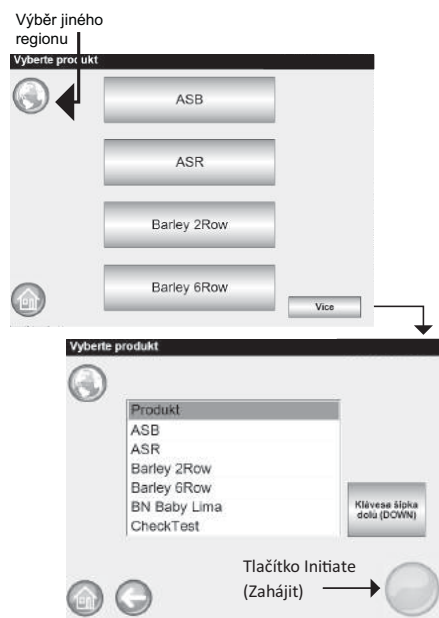 Výběr jiného
regionu
Vyberte produkt
ASB
ASR
Barley 2Row
Barley 6Row
Více
Vyberte produkt
Produkt
ASB
ASR
Barley 2Row
Barley 6Row
BN Baby Lima
CheckTest
Klávesa šipka
dolů (DOWN)
Tlačítko Initiate
(Zahájit)